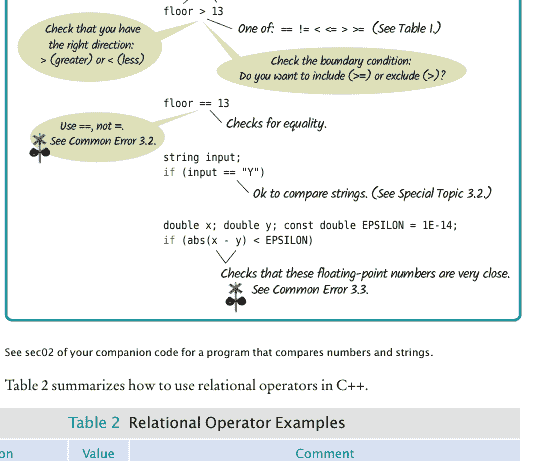 floor > 13
Check that you have
the right direction:
> (greater) or < (less)
One of: == != < <= > >= (See Table 1.)
Check the boundary condition:
Do you want to include (>=) or exclude (>)?
floor == 13
Checks for equality.
Use ==, not =.
See Common Error 3.2.
string input;
if (input == "Y")
Ok to compare strings. (See Special Topic 3.2.)
double x; double y; const double EPSILON = 1E-14;
if (abs(x - y) < EPSILON)
Checks that these floating-point numbers are very close.
See Common Error 3.3.
See sec02 of your companion code for a program that compares numbers and strings.
Table 2 summarizes how to use relational operators in C++.
Table 2 Relational Operator Examples
on Value Comment